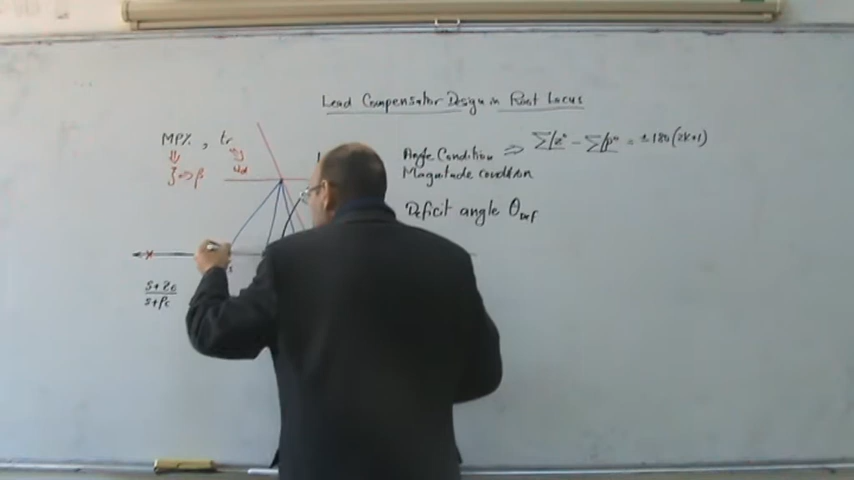 Lead Compensator Design in Root Locus
MP% , tr
ζ => β
ωd
Angle Condition => Σ∠z° - Σ∠p° = ±180(2K+1)
Magnitude condition
Deficit angle θDef
s+zc
s+pc